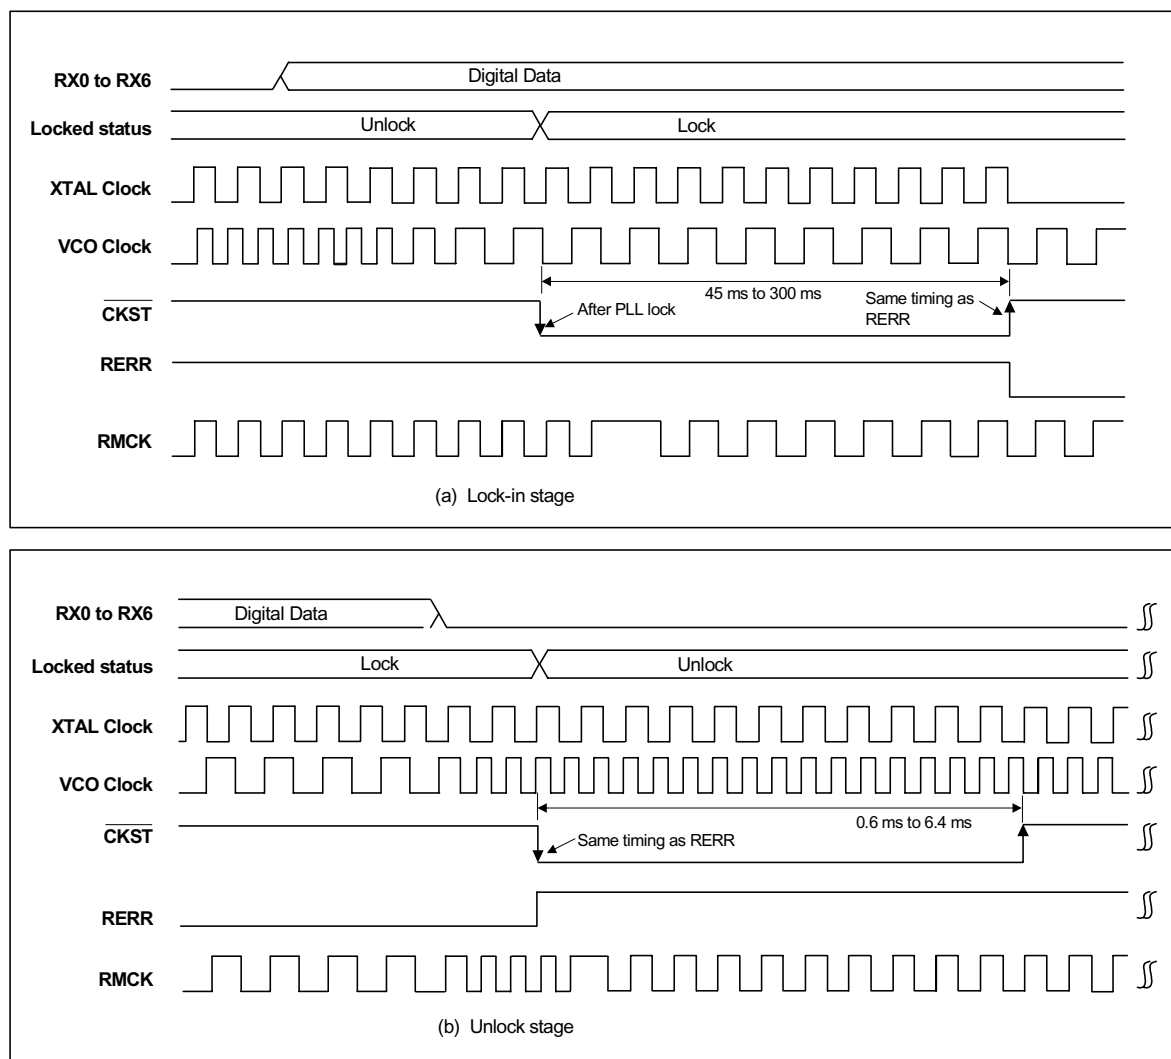 RX0 to RX6
Digital Data
Locked status
Unlock
Lock
XTAL Clock
VCO Clock
45 ms to 300 ms
CKST
After PLL lock
Same timing as
RERR
RERR
RMCK
(a) Lock-in stage
RX0 to RX6
Digital Data
Locked status
Lock
Unlock
XTAL Clock
VCO Clock
0.6 ms to 6.4 ms
CKST
Same timing as RERR
RERR
RMCK
(b) Unlock stage